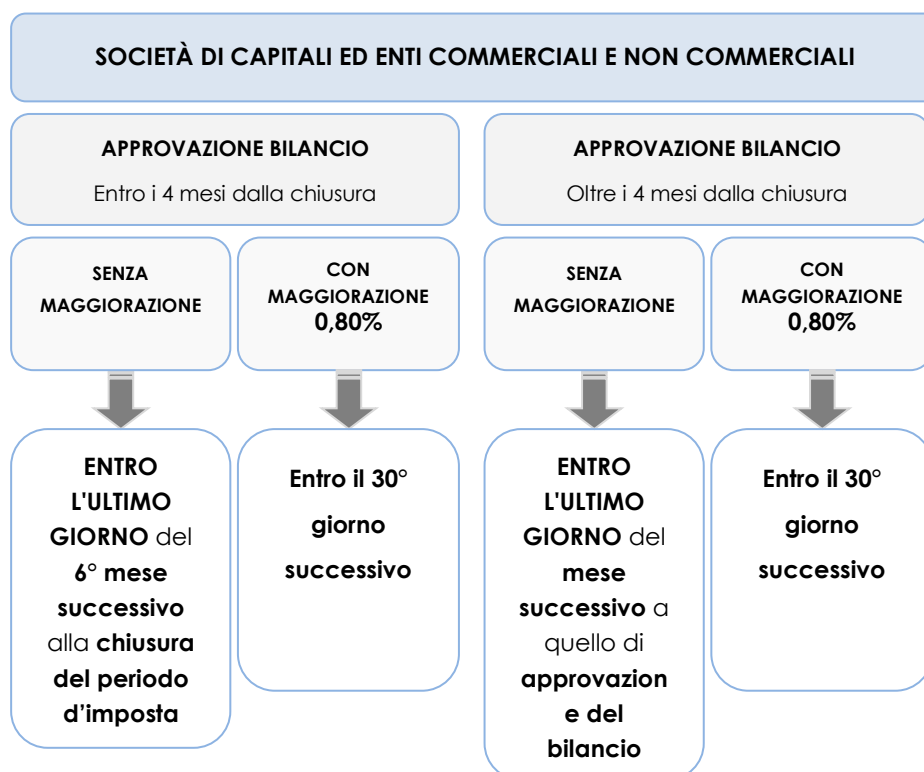 SOCIETÀ DI CAPITALI ED ENTI COMMERCIALI E NON COMMERCIALI
APPROVAZIONE BILANCIO
Entro i 4 mesi dalla chiusura
SENZA
MAGGIORAZIONE
CON
MAGGIORAZIONE
0,80%
ENTRO
L'ULTIMO
GIORNO del
6° mese
successivo
alla chiusura
del periodo
d’imposta
Entro il 30°
giorno
successivo
APPROVAZIONE BILANCIO
Oltre i 4 mesi dalla chiusura
SENZA
MAGGIORAZIONE
CON
MAGGIORAZIONE
0,80%
ENTRO
L'ULTIMO
GIORNO del
mese
successivo a
quello di
approvazion
e del
bilancio
Entro il 30°
giorno
successivo